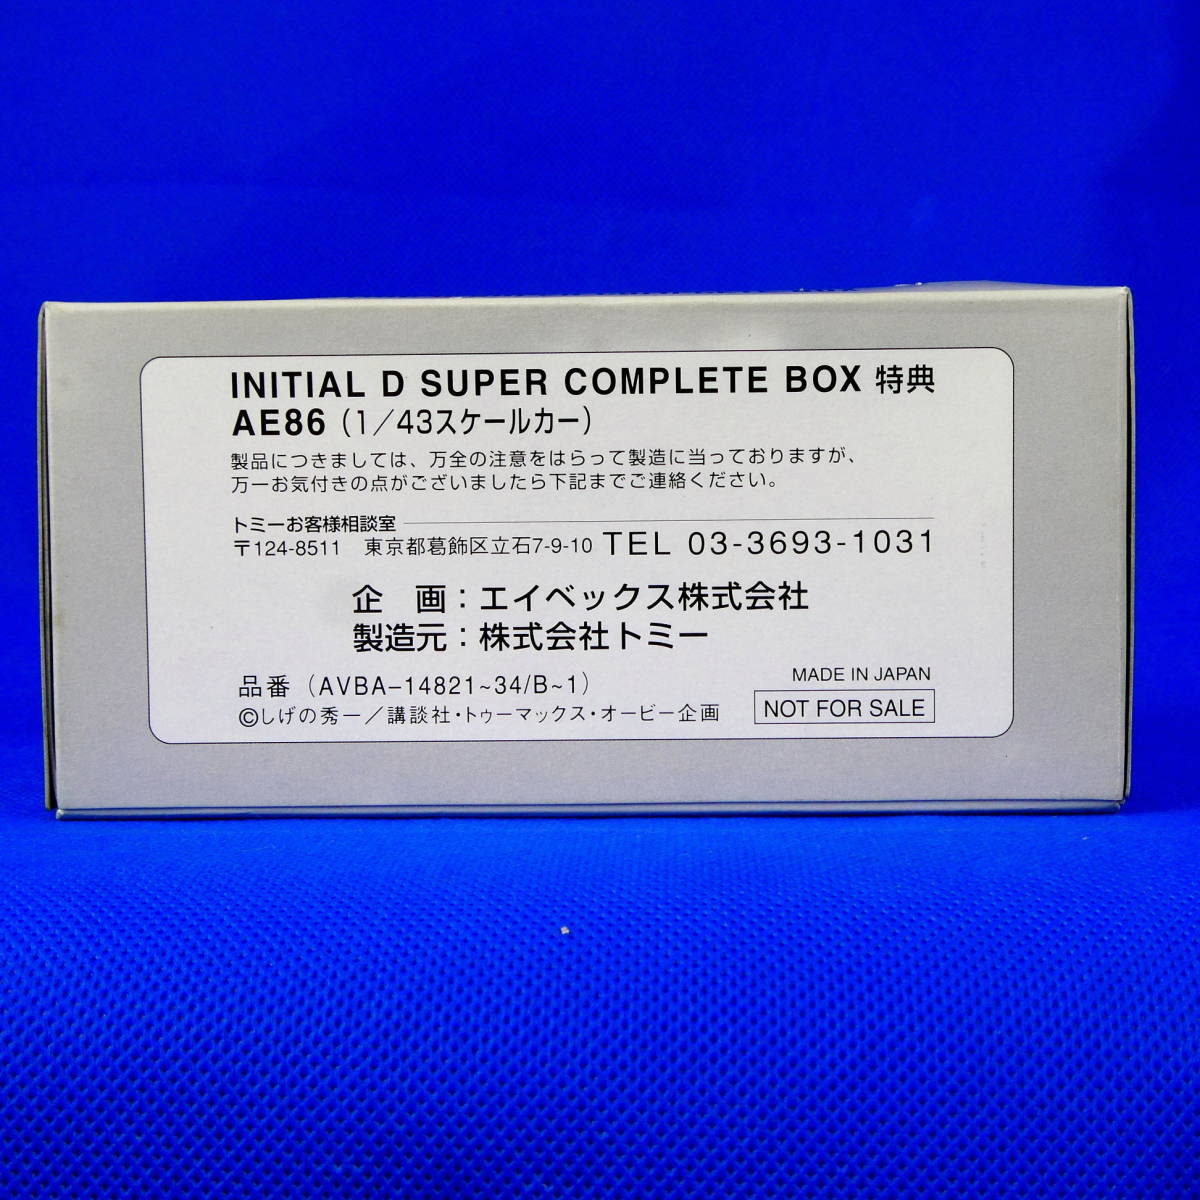 INITIAL D SUPER COMPLETE BOX 特典
AE86 (1/43スケールカー)
製品につきましては、万全の注意をはらって製造に当っておりますが、
万一お気付きの点がございましたら下記までご連絡ください。
トミーお客様相談室
〒124-8511 東京都葛飾区立石7-9-10 TEL 03-3693-1031
企 画：エイベックス株式会社
製造元：株式会社トミー
品番 (AVBA-14821~34/B~1)
MADE IN JAPAN
©しげの秀一／講談社・トゥーマックス・オービー企画
NOT FOR SALE